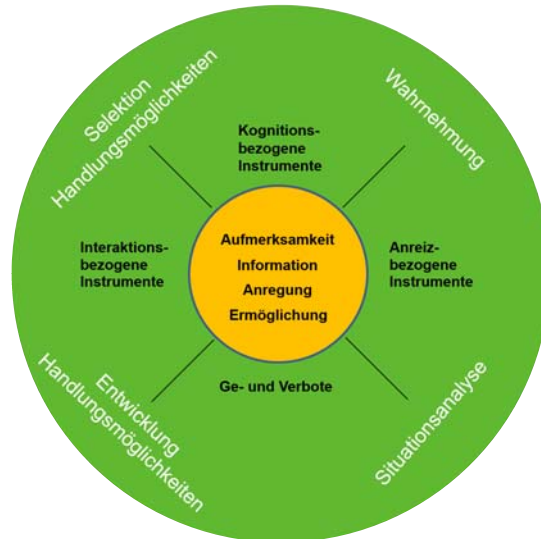 Selektion
Handlungsmöglichkeiten
Wahrnehmung
Kognitions-
bezogene
Instrumente
Interaktions-
bezogene
Instrumente
Aufmerksamkeit
Information
Anregung
Ermöglichung
Anreiz-
bezogene
Instrumente
Ge- und Verbote
Entwicklung
Handlungsmöglichkeiten
Situationsanalyse